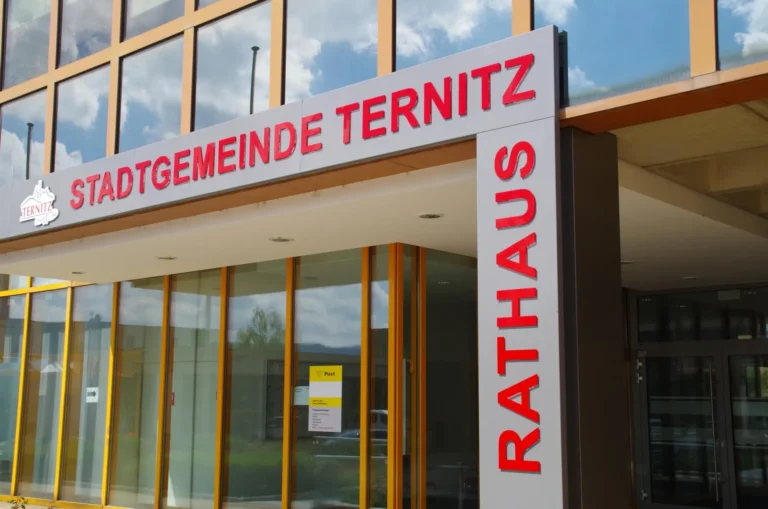 STADTGEMEINDE TERNITZ
TERNITZ
RATHAUS
Post